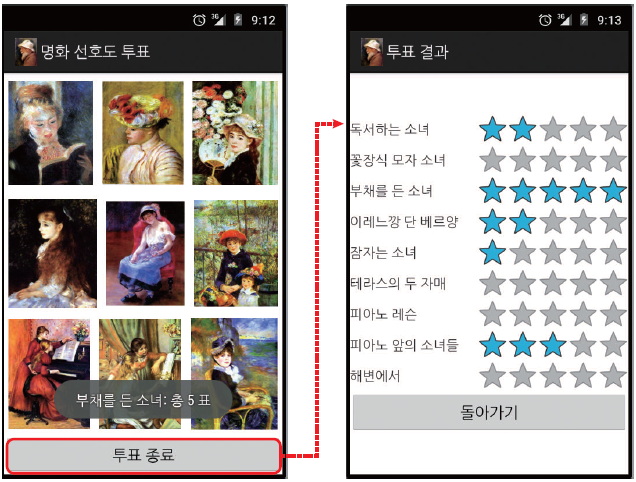 3G 9:12
명화 선호도 투표
부채를 든 소녀: 총 5 표
투표 종료
3G 9:13
투표 결과
독서하는 소녀
꽃장식 모자 소녀
부채를 든 소녀
이레느깡 단 베르양
잠자는 소녀
테라스의 두 자매
피아노 레슨
피아노 앞의 소녀들
해변에서
돌아가기